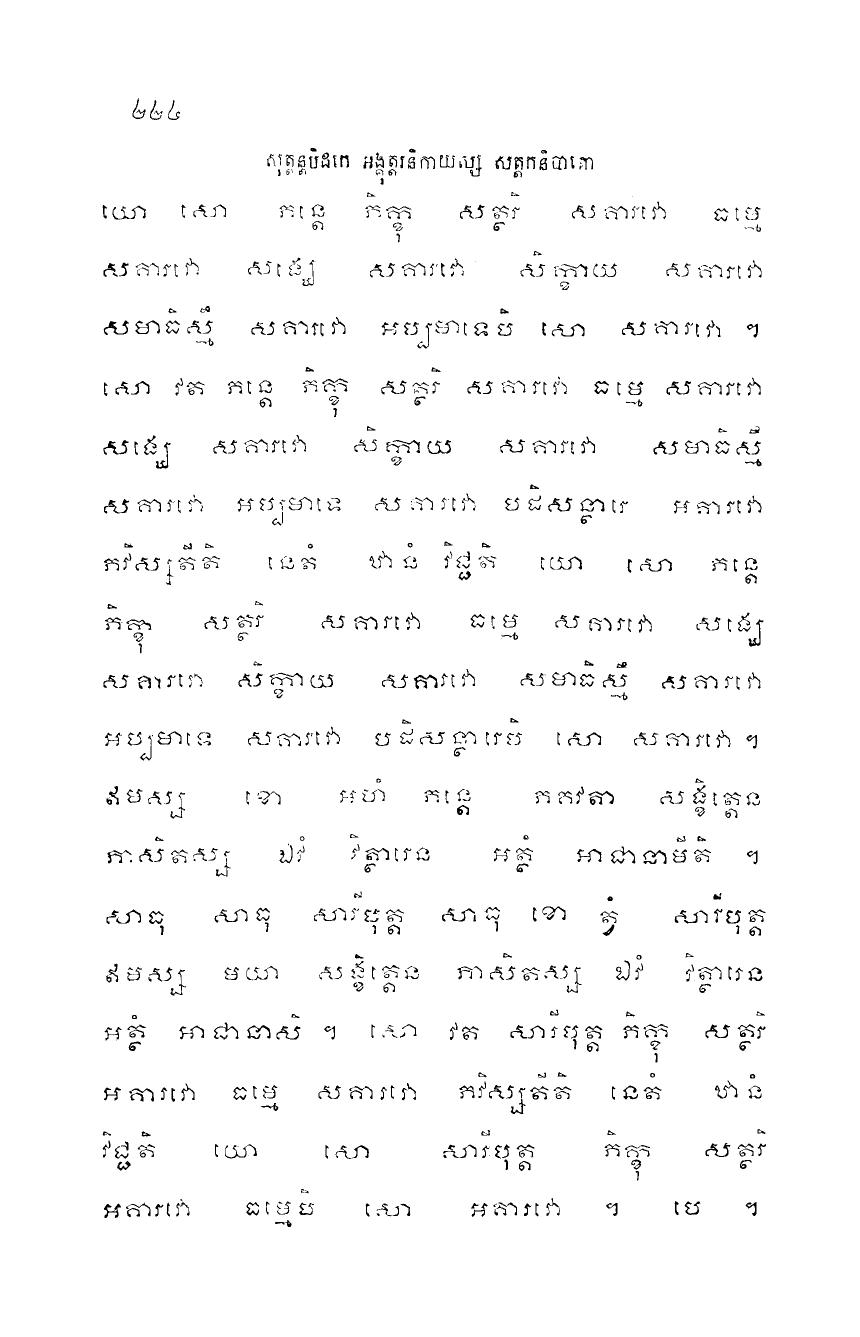 ២២៤
សុត្តន្តបិដកេ អង្គុត្តរនិកាយស្ស សត្តកនិបាតោ
យោ សោ ភន្តេ ភិក្ខុ សត្ថរិ សគារវោ ធម្មេ
សគារវោ សង្ឃេ សគារវោ សិក្ខាយ សគារវោ
សមាធិស្មឹ សគារវោ អប្បមាទេបិ សោ សគារវោ ។
សោ វត ភន្តេ ភិក្ខុ សត្ថរិ សគារវោ ធម្មេ សគារវោ
សង្ឃេ សគារវោ សិក្ខាយ សគារវោ សមាធិស្មឹ
សគារវោ អប្បមាទេ សគារវោ បដិសន្ថារេ អគារវោ
ភវិស្សតីតិ នេតំ ឋានំ វិជ្ជតិ យោ សោ ភន្តេ
ភិក្ខុ សត្ថរិ សគារវោ ធម្មេ សគារវោ សង្ឃេ
សគារវោ សិក្ខាយ សគារវោ សមាធិស្មឹ សគារវោ
អប្បមាទេ សគារវោ បដិសន្ថារេបិ សោ សគារវោ ។
ឥមស្ស ខោ អហំ ភន្តេ ភគវតា សង្ខិត្តេន
ភាសិតស្ស ឯវំ វិត្ថារេន អត្ថំ អាជានាមីតិ ។
សាធុ សាធុ សារីបុត្ត សាធុ ខោ ត្វំ សារីបុត្ត
ឥមស្ស មយា សង្ខិត្តេន ភាសិតស្ស ឯវំ វិត្ថារេន
អត្ថំ អាជានាសិ ។ សោ វត សារីបុត្ត ភិក្ខុ សត្ថរិ
អគារវោ ធម្មេ សគារវោ ភវិស្សតីតិ នេតំ ឋានំ
វិជ្ជតិ យោ សោ សារីបុត្ត ភិក្ខុ សត្ថរិ
អគារវោ ធម្មេបិ សោ អគារវោ ។ បេ ។